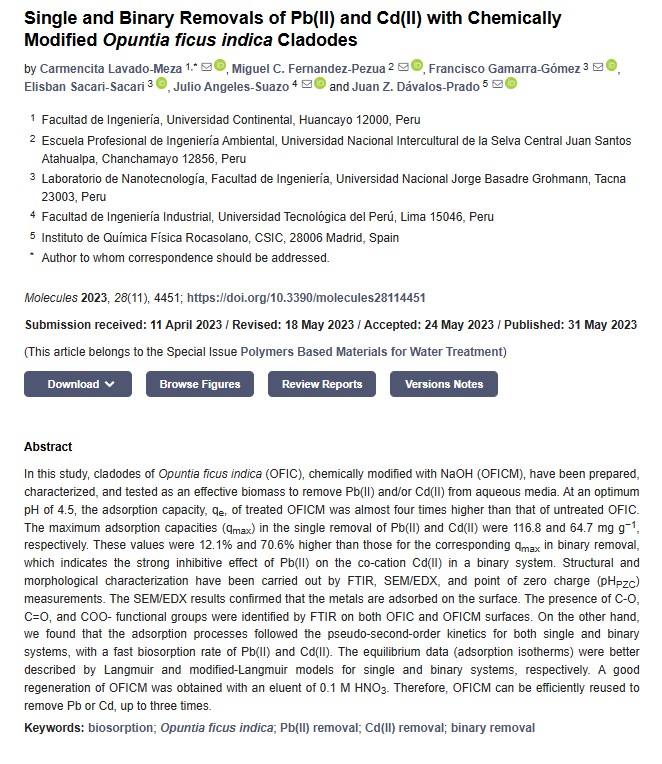 Single and Binary Removals of Pb(II) and Cd(II) with Chemically
Modified Opuntia ficus indica Cladodes
by Carmencita Lavado-Meza 1,*, Miguel C. Fernandez-Pezua 2, Francisco Gamarra-Gómez 3,
Elisban Sacari-Sacari 3, Julio Angeles-Suazo 4 and Juan Z. Dávalos-Prado 5
1 Facultad de Ingeniería, Universidad Continental, Huancayo 12000, Peru
2 Escuela Profesional de Ingeniería Ambiental, Universidad Nacional Intercultural de la Selva Central Juan Santos
Atahualpa, Chanchamayo 12856, Peru
3 Laboratorio de Nanotecnología, Facultad de Ingeniería, Universidad Nacional Jorge Basadre Grohmann, Tacna
23003, Peru
4 Facultad de Ingeniería Industrial, Universidad Tecnológica del Perú, Lima 15046, Peru
5 Instituto de Química Física Rocasolano, CSIC, 28006 Madrid, Spain
* Author to whom correspondence should be addressed.
Molecules 2023, 28(11), 4451; https://doi.org/10.3390/molecules28114451
Submission received: 11 April 2023 / Revised: 18 May 2023 / Accepted: 24 May 2023 / Published: 31 May 2023
(This article belongs to the Special Issue Polymers Based Materials for Water Treatment)
Download Browse Figures Review Reports Versions Notes
Abstract
In this study, cladodes of Opuntia ficus indica (OFIC), chemically modified with NaOH (OFICM), have been prepared,
characterized, and tested as an effective biomass to remove Pb(II) and/or Cd(II) from aqueous media. At an optimum
pH of 4.5, the adsorption capacity, qe, of treated OFICM was almost four times higher than that of untreated OFIC.
The maximum adsorption capacities (qmax) in the single removal of Pb(II) and Cd(II) were 116.8 and 64.7 mg g−1,
respectively. These values were 12.1% and 70.6% higher than those for the corresponding qmax in binary removal,
which indicates the strong inhibitive effect of Pb(II) on the co-cation Cd(II) in a binary system. Structural and
morphological characterization have been carried out by FTIR, SEM/EDX, and point of zero charge (pHPZC)
measurements. The SEM/EDX results confirmed that the metals are adsorbed on the surface. The presence of C-O,
C=O, and COO- functional groups were identified by FTIR on both OFIC and OFICM surfaces. On the other hand,
we found that the adsorption processes followed the pseudo-second-order kinetics for both single and binary
systems, with a fast biosorption rate of Pb(II) and Cd(II). The equilibrium data (adsorption isotherms) were better
described by Langmuir and modified-Langmuir models for single and binary systems, respectively. A good
regeneration of OFICM was obtained with an eluent of 0.1 M HNO3. Therefore, OFICM can be efficiently reused to
remove Pb or Cd, up to three times.
Keywords: biosorption; Opuntia ficus indica; Pb(II) removal; Cd(II) removal; binary removal